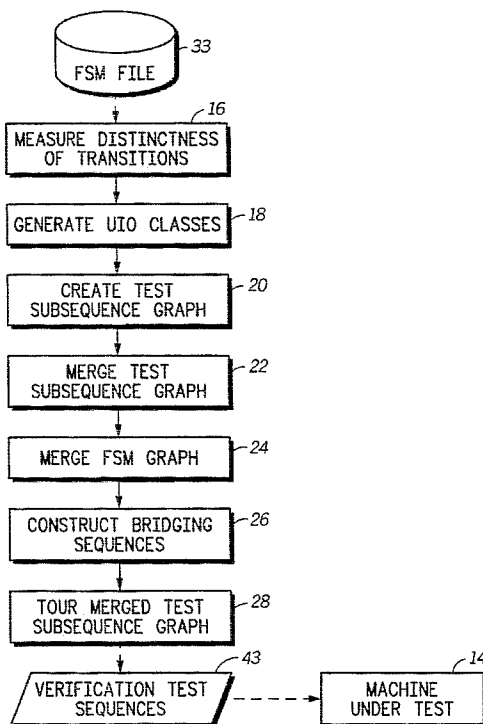 33
FSM FILE
16
MEASURE DISTINCTNESS
OF TRANSITIONS
18
GENERATE UIO CLASSES
20
CREATE TEST
SUBSEQUENCE GRAPH
22
MERGE TEST
SUBSEQUENCE GRAPH
24
MERGE FSM GRAPH
26
CONSTRUCT BRIDGING
SEQUENCES
28
TOUR MERGED TEST
SUBSEQUENCE GRAPH
43
VERIFICATION TEST
SEQUENCES
14
MACHINE
UNDER TEST